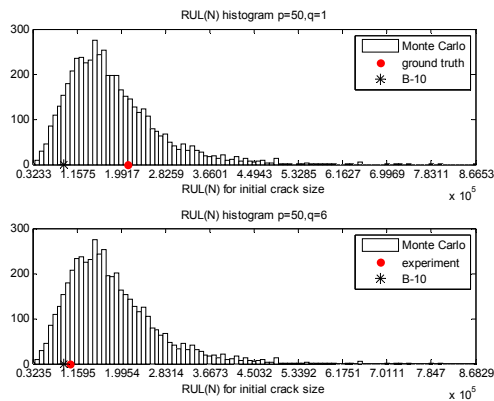 RUL(N) histogram p=50,q=1
300
200
100
0
Monte Carlo
ground truth
B-10
0.3233 1.1575 1.9917 2.8259 3.6601 4.4943 5.3285 6.1627 6.9969 7.8311 8.6653
RUL(N) for initial crack size
x 10^5
RUL(N) histogram p=50,q=6
300
200
100
0
Monte Carlo
experiment
B-10
0.3235 1.1595 1.9954 2.8314 3.6673 4.5032 5.3392 6.1751 7.0111 7.847 8.6829
RUL(N) for initial crack size
x 10^5